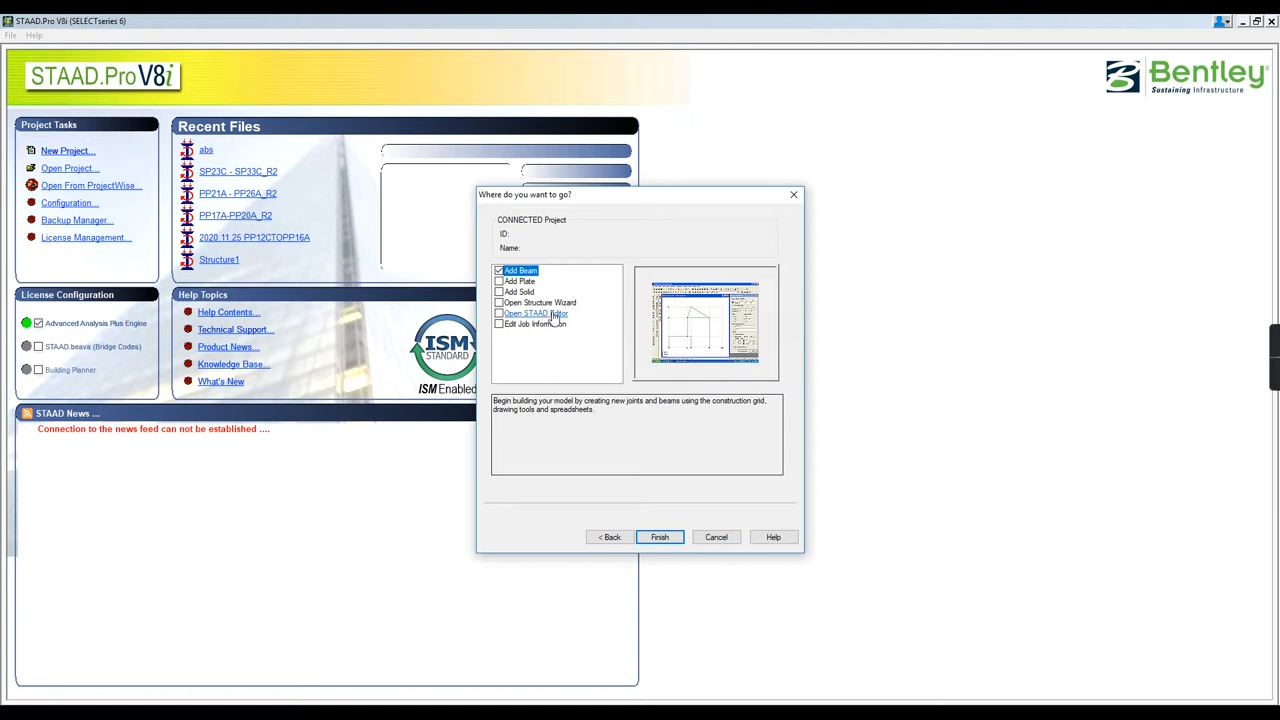 STAAD.Pro V8i (SELECTseries 6)
File Help
STAAD.ProV8i
Bentley
Sustaining Infrastructure
Project Tasks
New Project...
Open Project...
Open From ProjectWise...
Configuration...
Backup Manager...
License Management...
Recent Files
abs
SP23C - SP33C_R2
PP21A - PP26A_R2
PP17A-PP20A_R2
2020.11.25 PP12CTOPP16A
Structure1
License Configuration
Advanced Analysis Plus Engine
STAAD.beava (Bridge Codes)
Building Planner
Help Topics
Help Contents...
Technical Support...
Product News...
Knowledge Base...
What's New
ISM
STANDARD
ISM Enabled
STAAD News ...
Connection to the news feed can not be established ....
Where do you want to go?
CONNECTED Project
ID:
Name:
Add Beam
Add Plate
Add Solid
Open Structure Wizard
Open STAAD Editor
Edit Job Information
Begin building your model by creating new joints and beams using the construction grid,
drawing tools and spreadsheets.
< Back
Finish
Cancel
Help